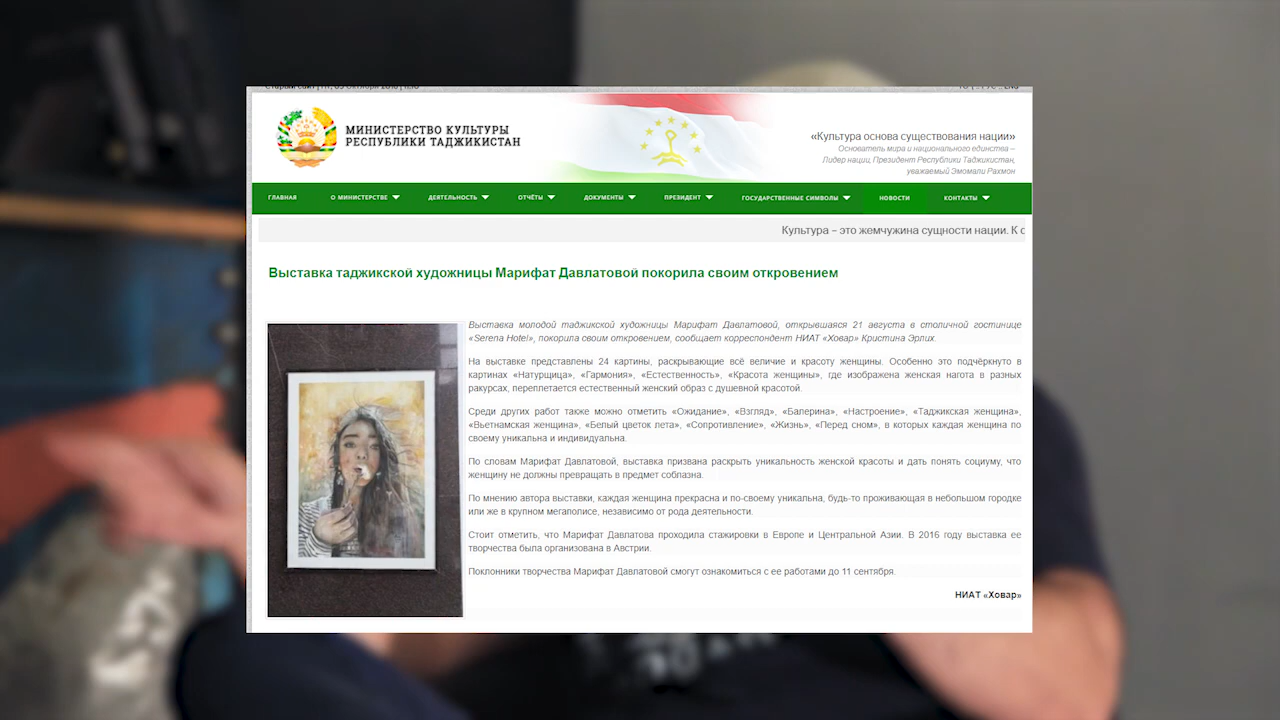 МИНИСТЕРСТВО КУЛЬТУРЫ
РЕСПУБЛИКИ ТАДЖИКИСТАН
«Культура основа существования нации»
Основатель мира и национального единства –
Лидер нации, Президент Республики Таджикистан,
уважаемый Эмомали Рахмон
ГЛАВНАЯ О МИНИСТЕРСТВЕ ДЕЯТЕЛЬНОСТЬ ОТЧЁТЫ ДОКУМЕНТЫ ПРЕЗИДЕНТ ГОСУДАРСТВЕННЫЕ СИМВОЛЫ НОВОСТИ КОНТАКТЫ
Культура – это жемчужина сущности нации. К с
Выставка таджикской художницы Марифат Давлатовой покорила своим откровением
Выставка молодой таджикской художницы Марифат Давлатовой, открывшаяся 21 августа в столичной гостинице
«Serena Hotel», покорила своим откровением, сообщает корреспондент НИАТ «Ховар» Кристина Эрлих.
На выставке представлены 24 картины, раскрывающие всё величие и красоту женщины. Особенно это подчёркнуто в
картинах «Натурщица», «Гармония», «Естественность», «Красота женщины», где изображена женская нагота в разных
ракурсах, переплетается естественный женский образ с душевной красотой.
Среди других работ также можно отметить «Ожидание», «Взгляд», «Балерина», «Настроение», «Таджикская женщина»,
«Вьетнамская женщина», «Белый цветок лета», «Сопротивление», «Жизнь», «Перед сном», в которых каждая женщина по
своему уникальна и индивидуальна.
По словам Марифат Давлатовой, выставка призвана раскрыть уникальность женской красоты и дать понять социуму, что
женщину не должны превращать в предмет соблазна.
По мнению автора выставки, каждая женщина прекрасна и по-своему уникальна, будь-то проживающая в небольшом городке
или же в крупном мегаполисе, независимо от рода деятельности.
Стоит отметить, что Марифат Давлатова проходила стажировки в Европе и Центральной Азии. В 2016 году выставка ее
творчества была организована в Австрии.
Поклонники творчества Марифат Давлатовой смогут ознакомиться с ее работами до 11 сентября.
НИАТ «Ховар»